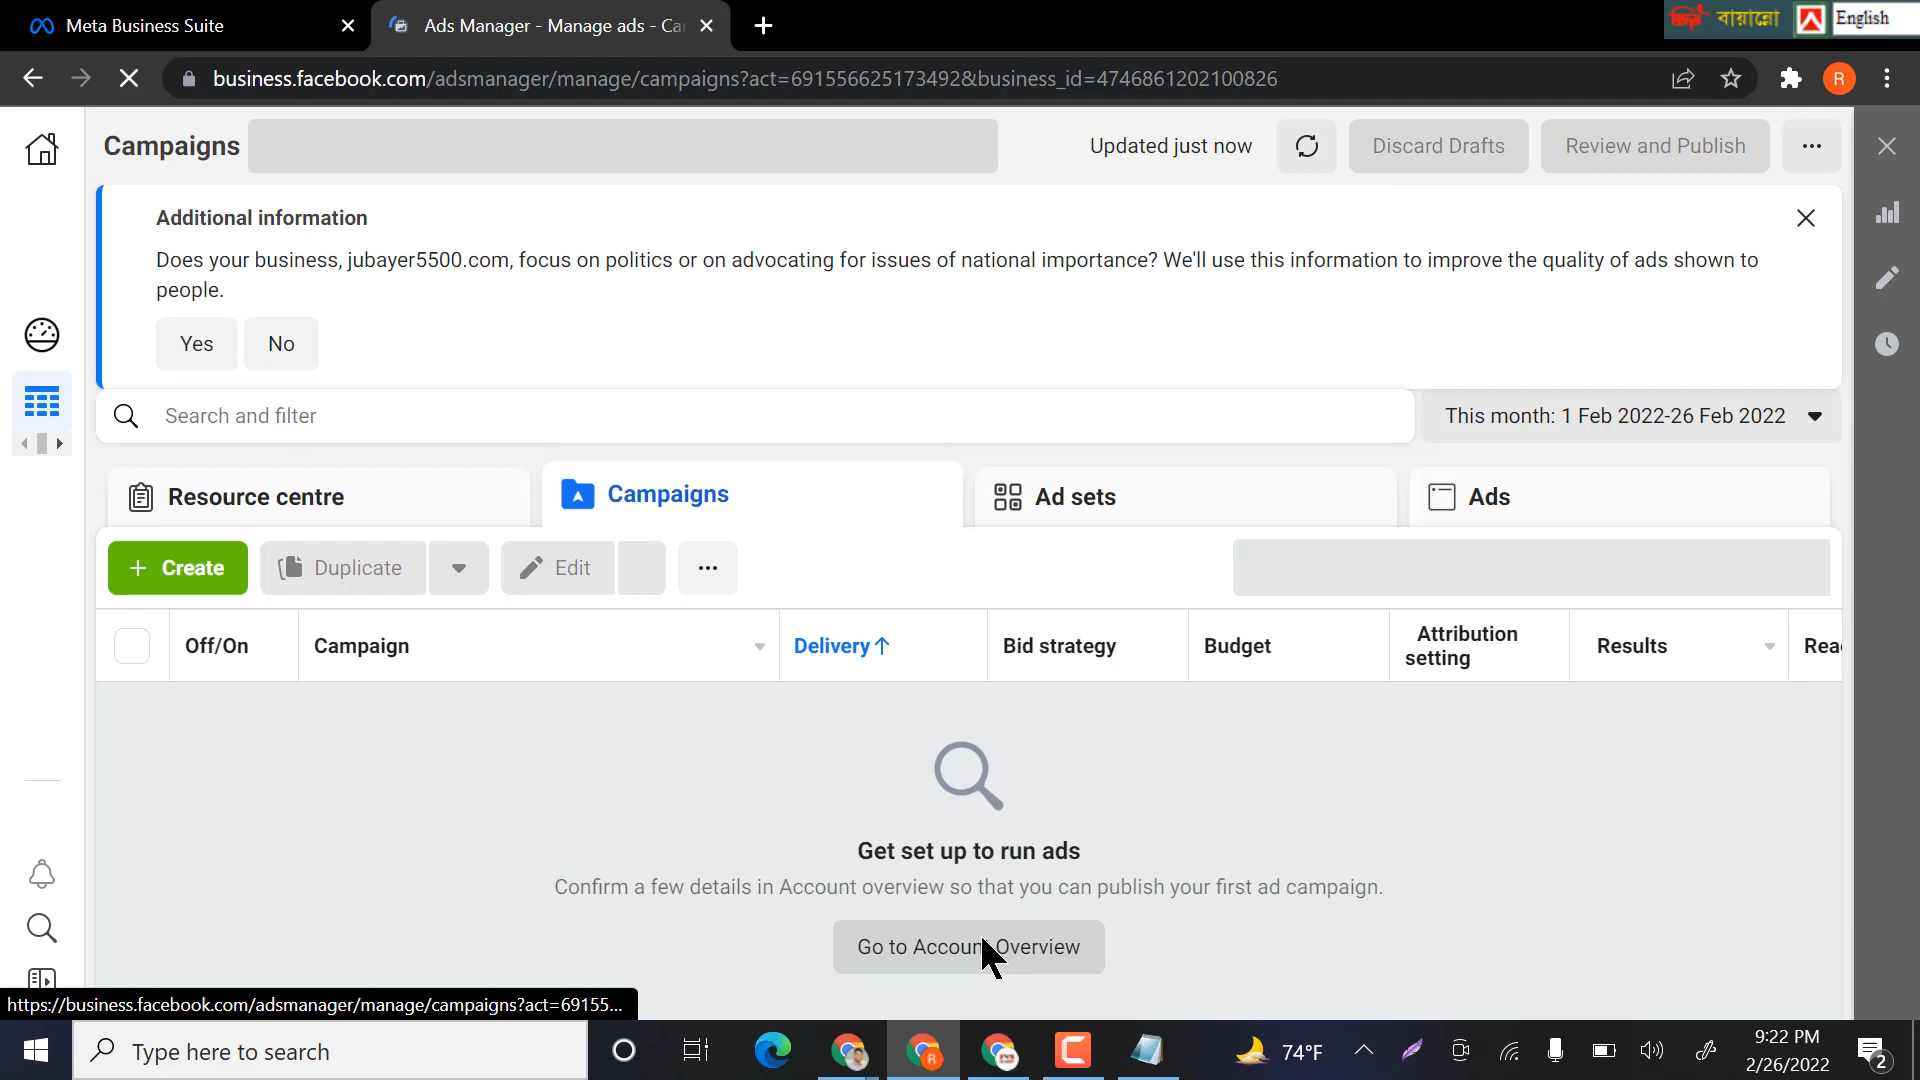 Meta Business Suite
Ads Manager - Manage ads - Ca
বায়ান্নো
English
business.facebook.com/adsmanager/manage/campaigns?act=691556625173492&business_id=4746861202100826
R
Campaigns
Updated just now
Discard Drafts
Review and Publish
Additional information
Does your business, jubayer5500.com, focus on politics or on advocating for issues of national importance? We'll use this information to improve the quality of ads shown to
people.
Yes
No
Search and filter
This month: 1 Feb 2022-26 Feb 2022
Resource centre
Campaigns
Ad sets
Ads
+ Create
Duplicate
Edit
Off/On
Campaign
Delivery↑
Bid strategy
Budget
Attribution
setting
Results
Rea
Get set up to run ads
Confirm a few details in Account overview so that you can publish your first ad campaign.
Go to Account Overview
https://business.facebook.com/adsmanager/manage/campaigns?act=69155...
Type here to search
R
74°F
9:22 PM
2/26/2022
2